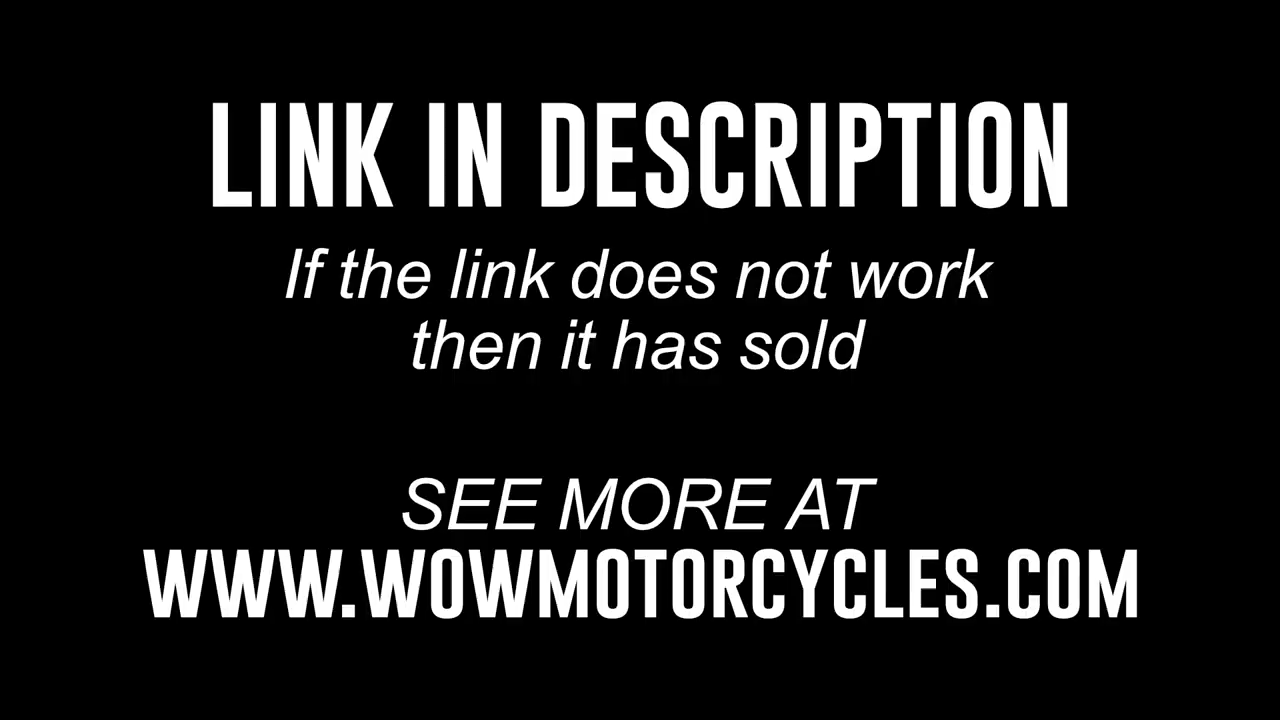 LINK IN DESCRIPTION
If the link does not work
then it has sold
SEE MORE AT
WWW.WOWMOTORCYCLES.COM